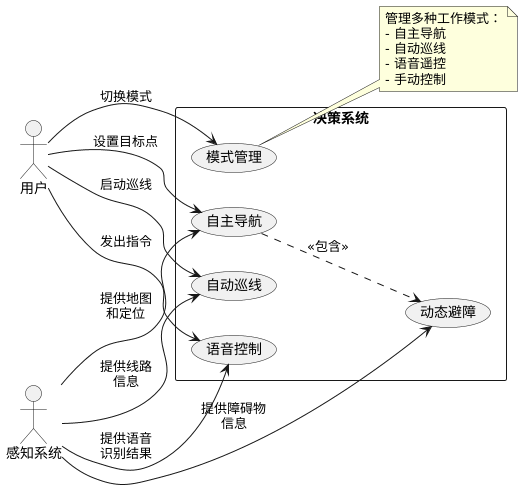 管理多种工作模式：
- 自主导航
- 自动巡线
- 语音遥控
- 手动控制
切换模式
决策系统
设置目标点
模式管理
用户
启动巡线
自主导航
发出指令
«包含»
自动巡线
提供地图
和定位
动态避障
语音控制
提供线路
信息
提供障碍物
信息
感知系统
提供语音
识别结果